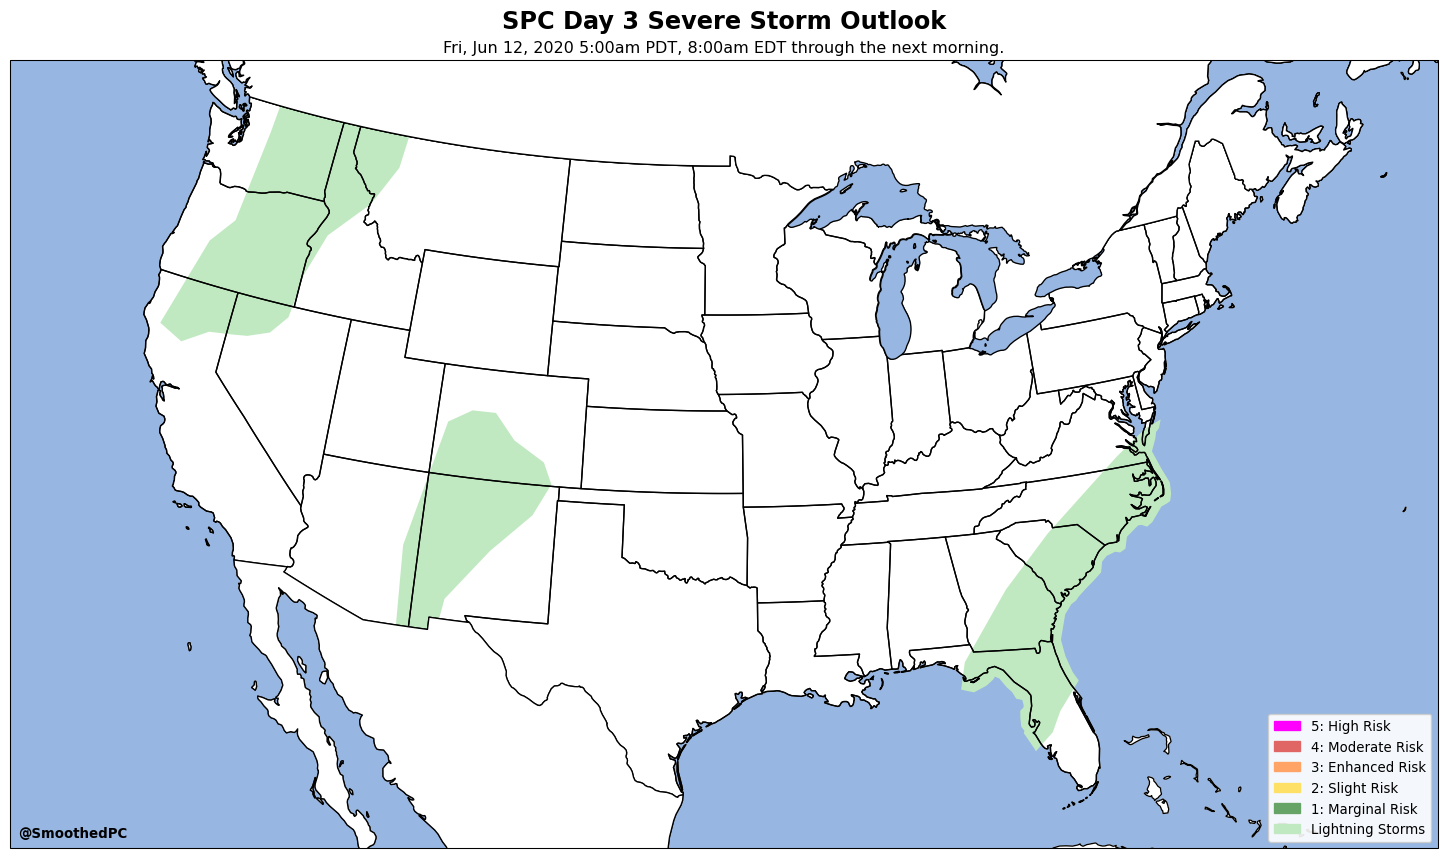 SPC Day 3 Severe Storm Outlook
Fri, Jun 12, 2020 5:00am PDT, 8:00am EDT through the next morning.
5: High Risk
4: Moderate Risk
3: Enhanced Risk
2: Slight Risk
1: Marginal Risk
Lightning Storms
@SmoothedPC